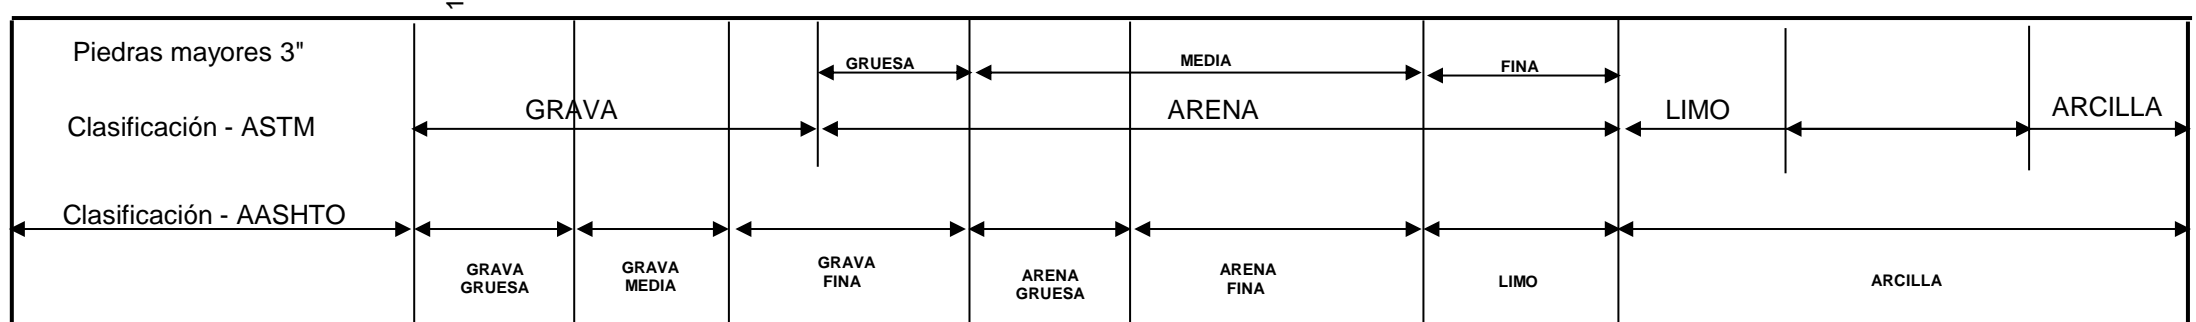 1
Piedras mayores 3"
GRUESA
MEDIA
FINA
Clasificación - ASTM
GRAVA
ARENA
LIMO
ARCILLA
Clasificación - AASHTO
GRAVA
GRUESA
GRAVA
MEDIA
GRAVA
FINA
ARENA
GRUESA
ARENA
FINA
LIMO
ARCILLA